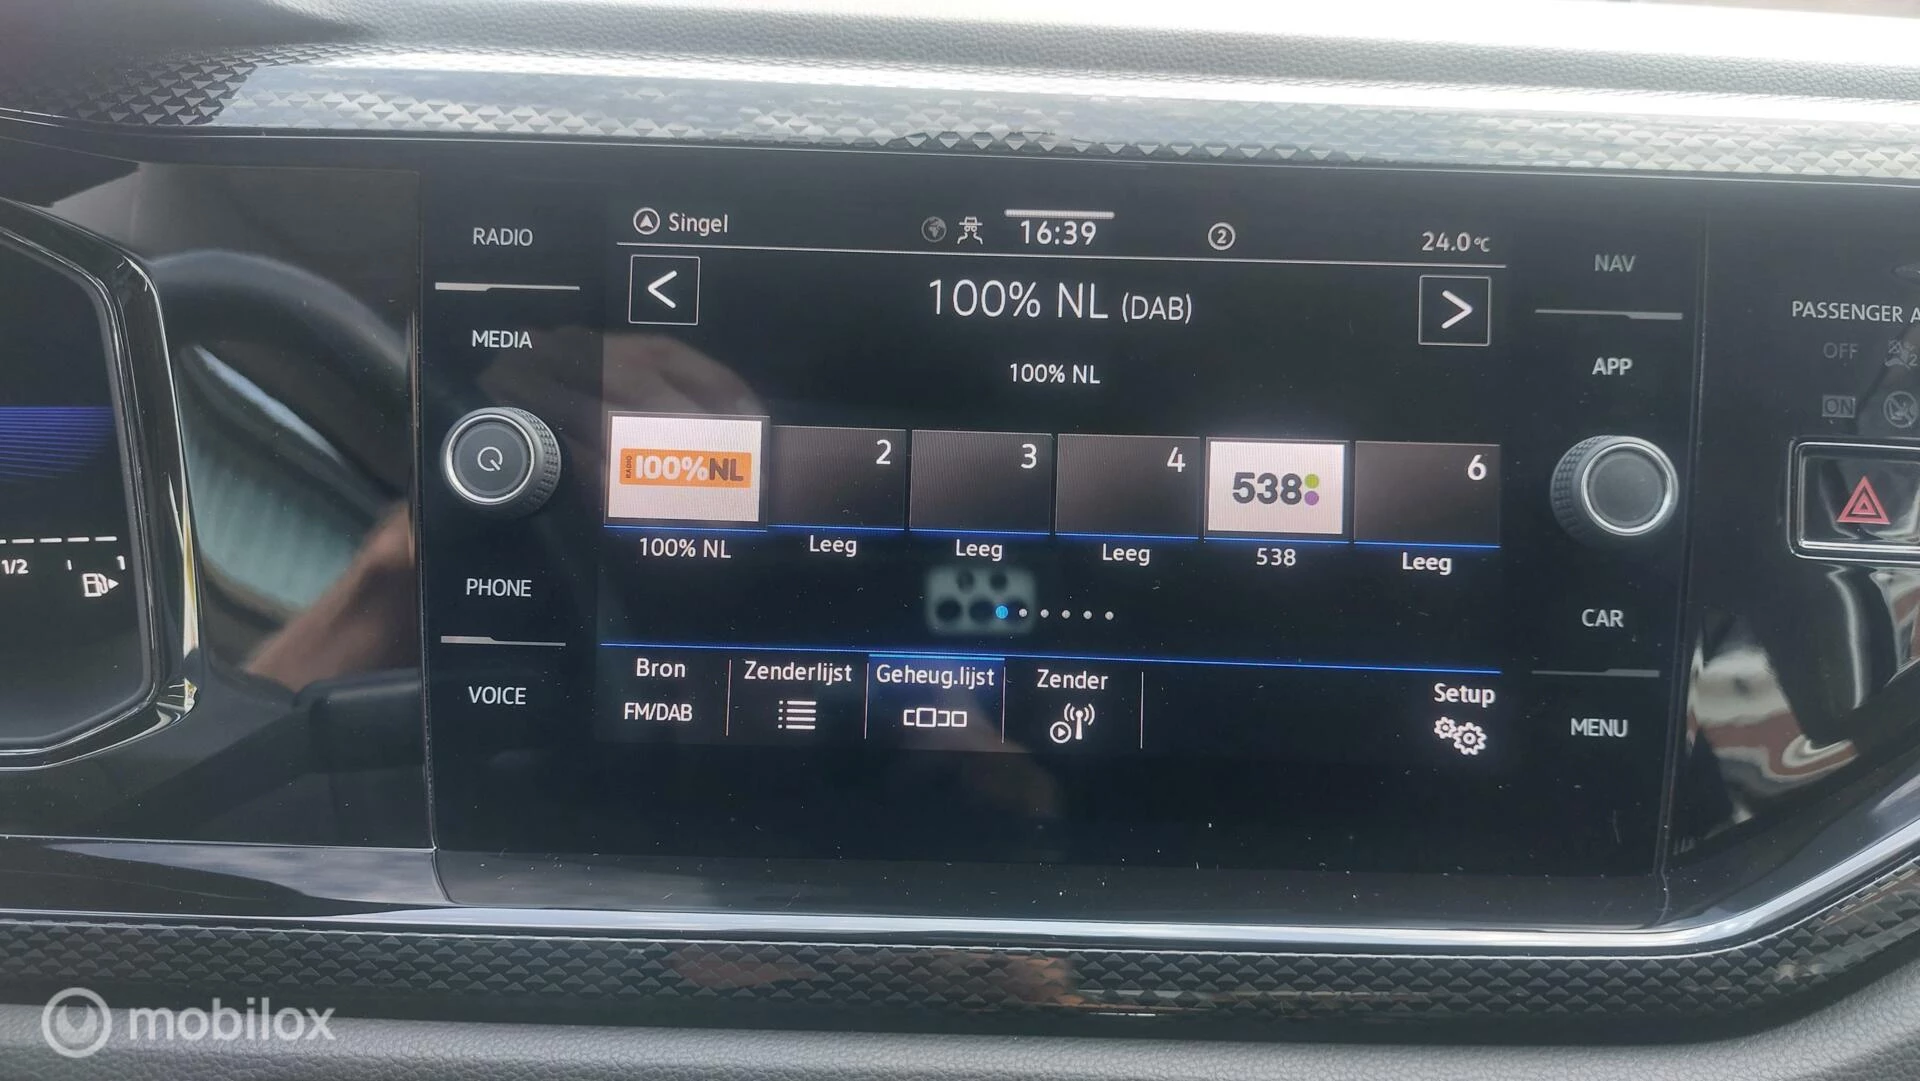 RADIO
MEDIA
PHONE
VOICE
Singel
16:39
2
24.0°C
100% NL (DAB)
100% NL
RADIO 100%NL
2
3
4
538
6
100% NL
Leeg
Leeg
Leeg
538
Leeg
Bron
FM/DAB
Zenderlijst
Geheug.lijst
Zender
Setup
NAV
APP
CAR
MENU
PASSENGER A
OFF
ON
1/2
1
mobilox